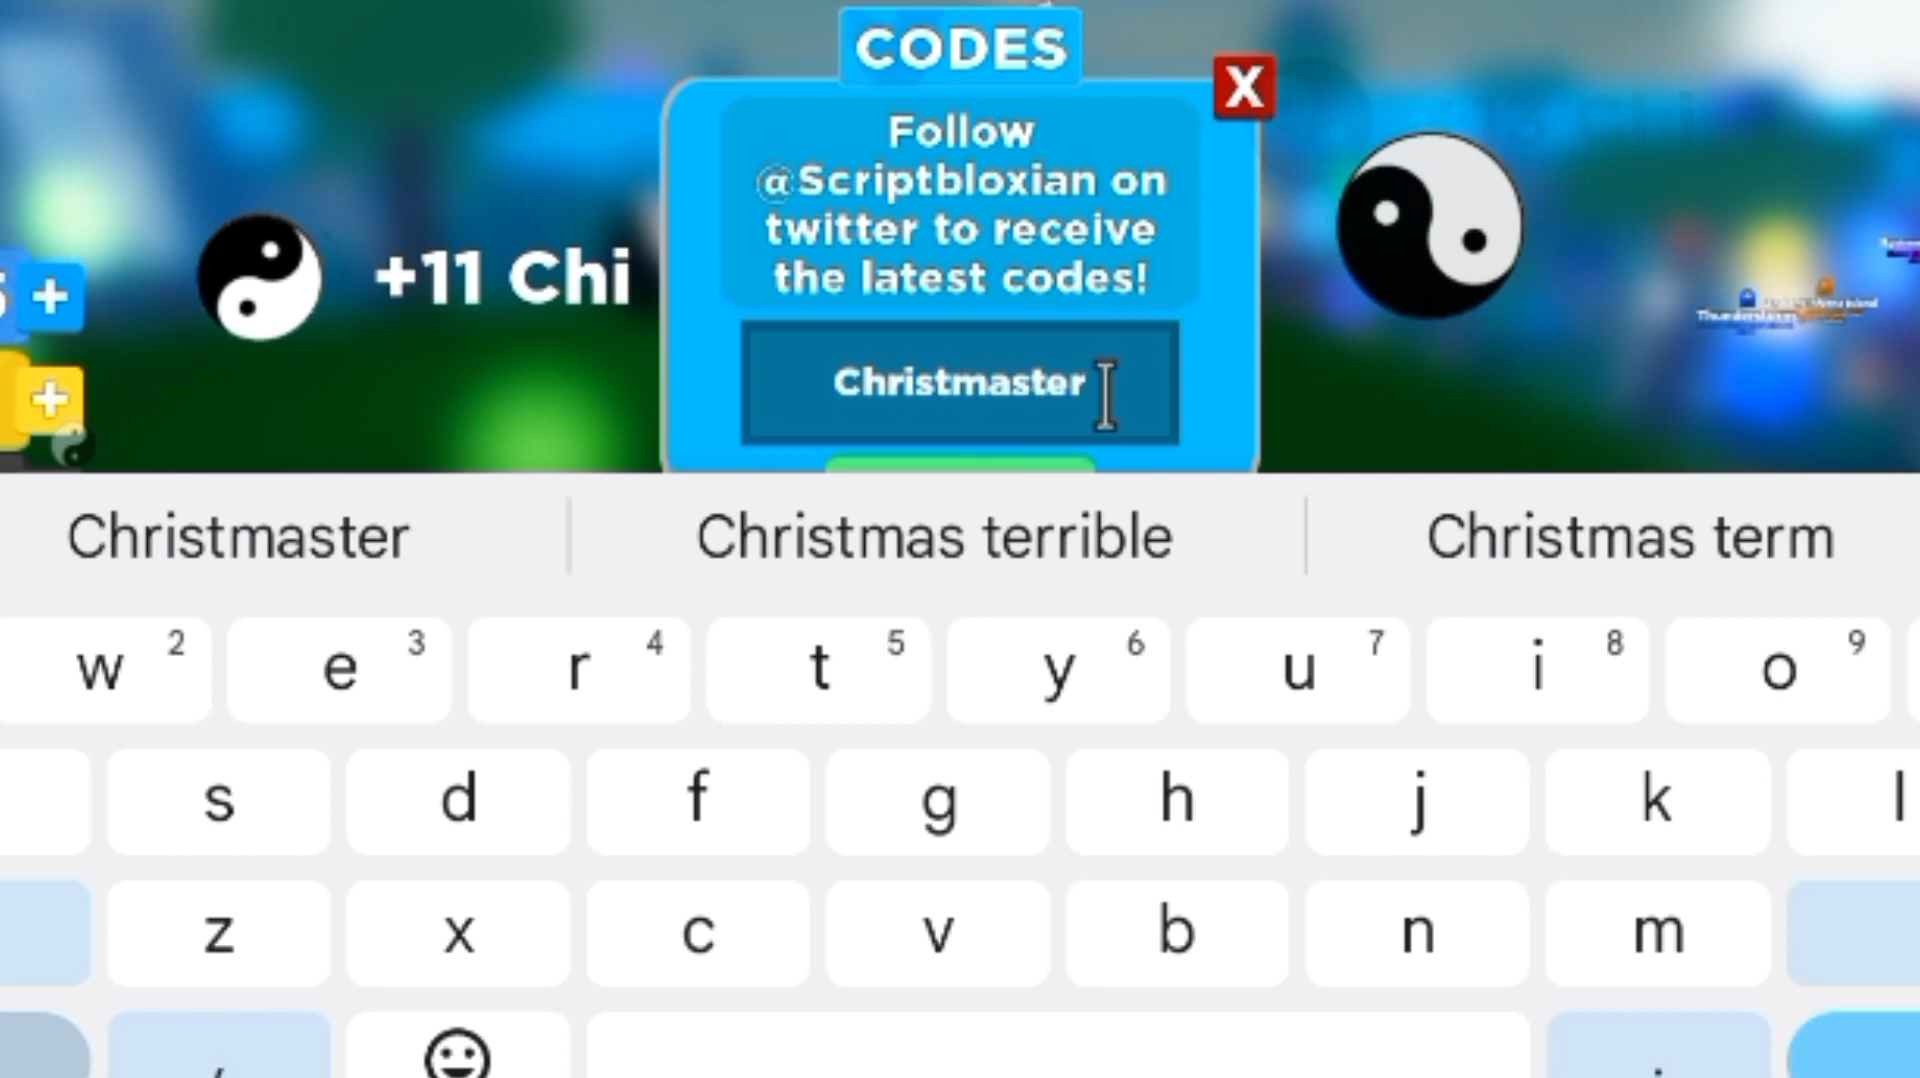 CODES
X
Follow
@Scriptbloxian on
twitter to receive
the latest codes!
+11 Chi
+
+
Christmaster
Thunderstorm
Christmaster Christmas terrible Christmas term
w 2 e 3 r 4 t 5 y 6 u 7 i 8 o 9
s d f g h j k l
z x c v b n m